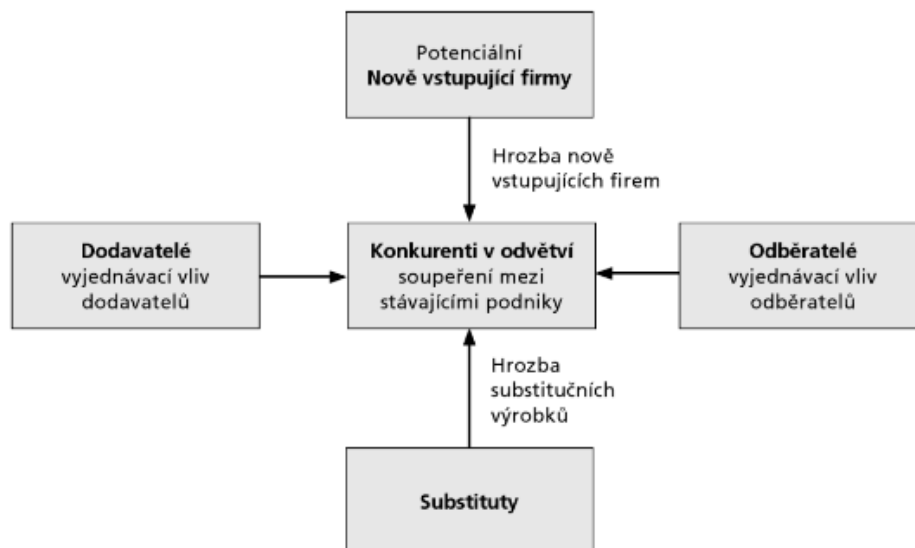 Potenciální
Nově vstupující firmy
Hrozba nově
vstupujících firem
Dodavatelé
vyjednávací vliv
dodavatelů
Konkurenti v odvětví
soupeření mezi
stávajícími podniky
Odběratelé
vyjednávací vliv
odběratelů
Hrozba
substitučních
výrobků
Substituty